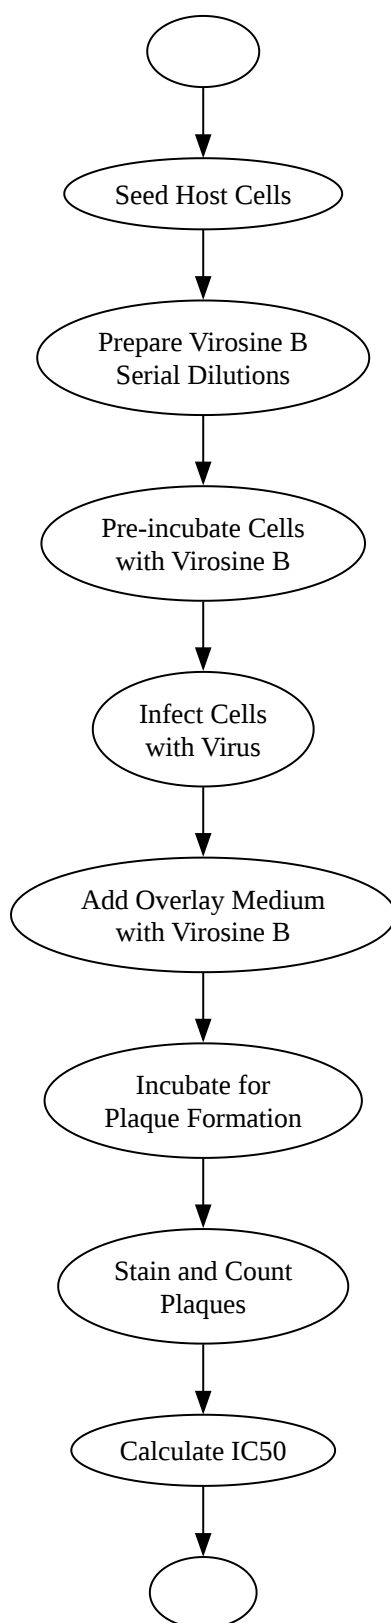 Seed Host Cells
Prepare Virosine B
Serial Dilutions
Pre-incubate Cells
with Virosine B
Infect Cells
with Virus
Add Overlay Medium
with Virosine B
Incubate for
Plaque Formation
Stain and Count
Plaques
Calculate IC50